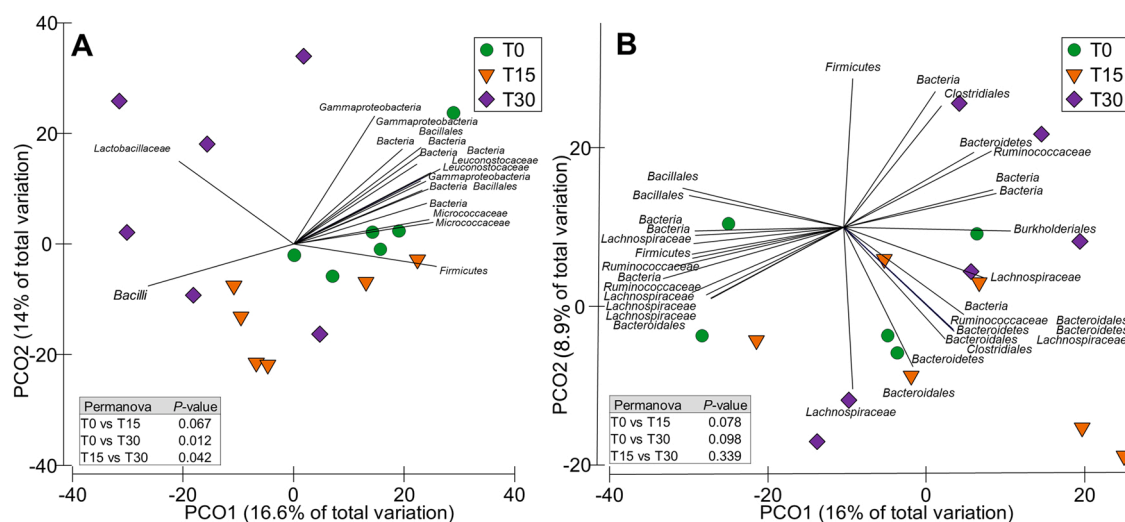 A
T0
T15
T30
40
20
0
-20
-40
PCO2 (14% of total variation)
Gammaproteobacteria
Gammaproteobacteria
Bacillales
Bacteria
Bacteria
Bacteria
Bacteria
Leuconostocaceae
Leuconostocaceae
Gammaproteobacteria
Bacteria
Bacillales
Bacteria
Micrococcaceae
Micrococcaceae
Firmicutes
Lactobacillaceae
Bacilli
Permanova P-value
T0 vs T15 0.067
T0 vs T30 0.012
T15 vs T30 0.042
-40 -20 0 20 40
PCO1 (16.6% of total variation)
B
T0
T15
T30
20
0
-20
PCO2 (8.9% of total variation)
Firmicutes
Bacteria
Clostridiales
Bacteroidetes
Ruminococcaceae
Bacteria
Bacteria
Burkholderiales
Lachnospiraceae
Bacillales
Bacillales
Bacteria
Bacteria
Lachnospiraceae
Firmicutes
Ruminococcaceae
Bacteria
Ruminococcaceae
Lachnospiraceae
Lachnospiraceae
Lachnospiraceae
Bacteroidales
Bacteria
Ruminococcaceae Bacteroidales
Bacteroidetes Bacteroidetes
Bacteroidales Lachnospiraceae
Clostridiales
Bacteroidetes
Bacteroidales
Lachnospiraceae
Permanova P-value
T0 vs T15 0.078
T0 vs T30 0.098
T15 vs T30 0.339
-40 -20 0 20
PCO1 (16% of total variation)